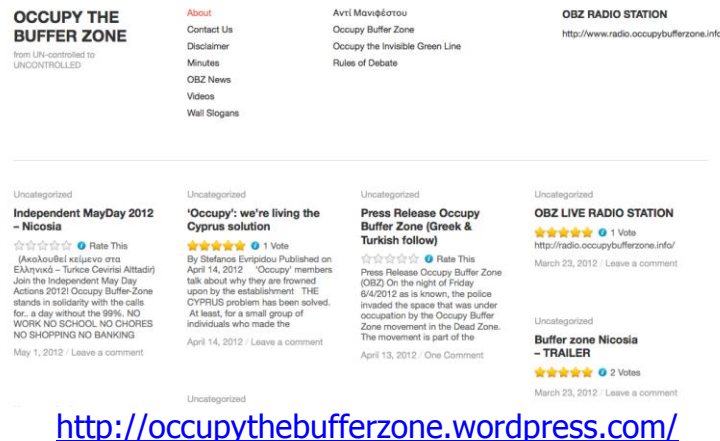 OCCUPY THE
BUFFER ZONE
from UN-controlled to
UNCONTROLLED
About
Contact Us
Disclaimer
Minutes
OBZ News
Videos
Wall Slogans
Αντί Μανιφέστου
Occupy Buffer Zone
Occupy the Invisible Green Line
Rules of Debate
OBZ RADIO STATION
http://www.radio.occupybufferzone.info
Uncategorized
Independent MayDay 2012
– Nicosia
Rate This
(Ακολουθεί κείμενο στα
Ελληνικά – Turkce Cevirisi Alttadir)
Join the Independent May Day
Actions 2012! Occupy Buffer-Zone
stands in solidarity with the calls
for.. a day without the 99%. NO
WORK NO SCHOOL NO CHORES
NO SHOPPING NO BANKING
May 1, 2012 / Leave a comment
Uncategorized
'Occupy': we're living the
Cyprus solution
1 Vote
By Stefanos Evripidou Published on
April 14, 2012 'Occupy' members
talk about why they are frowned
upon by the establishment THE
CYPRUS problem has been solved.
At least, for a small group of
individuals who made the
April 14, 2012 / Leave a comment
Uncategorized
Uncategorized
Press Release Occupy
Buffer Zone (Greek &
Turkish follow)
Rate This
Press Release Occupy Buffer Zone
(OBZ) On the night of Friday
6/4/2012 as is known, the police
invaded the space that was under
occupation by the Occupy Buffer
Zone movement in the Dead Zone.
The movement is part of the
April 13, 2012 / One Comment
Uncategorized
OBZ LIVE RADIO STATION
1 Vote
http://radio.occupybufferzone.info/
March 23, 2012 / Leave a comment
Uncategorized
Buffer zone Nicosia
– TRAILER
2 Votes
March 23, 2012 / Leave a comment
http://occupythebufferzone.wordpress.com/